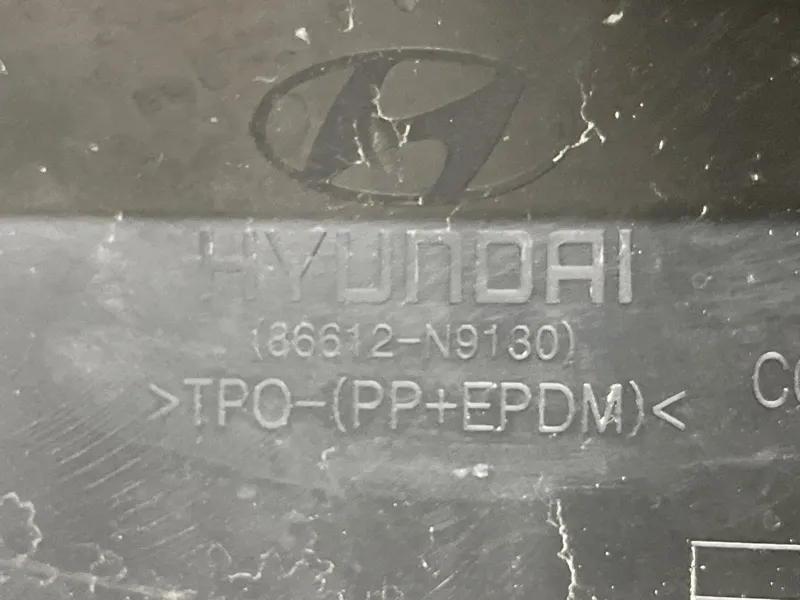 HYUNDAI
(86612-N9130)
>TPO-(PP+EPDM)<